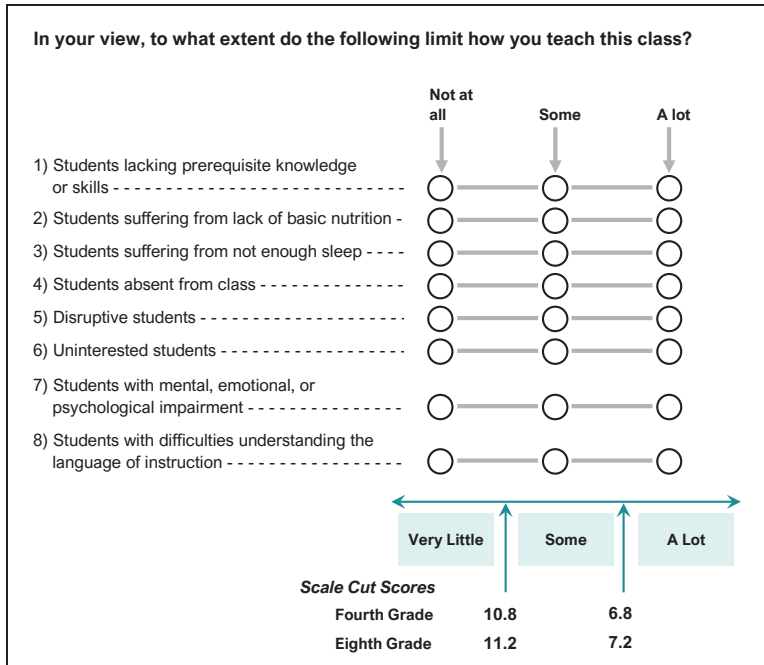 In your view, to what extent do the following limit how you teach this class?
Not at
all
Some
A lot
1) Students lacking prerequisite knowledge
or skills - - - - - - - - - - - - - - - - - - - - - - - - - - - - -
2) Students suffering from lack of basic nutrition -
3) Students suffering from not enough sleep - - - -
4) Students absent from class - - - - - - - - - - - - - -
5) Disruptive students - - - - - - - - - - - - - - - - - - - -
6) Uninterested students - - - - - - - - - - - - - - - - - -
7) Students with mental, emotional, or
psychological impairment - - - - - - - - - - - - - - -
8) Students with difficulties understanding the
language of instruction - - - - - - - - - - - - - - - - -
Very Little
Some
A Lot
Scale Cut Scores
Fourth Grade 10.8 6.8
Eighth Grade 11.2 7.2